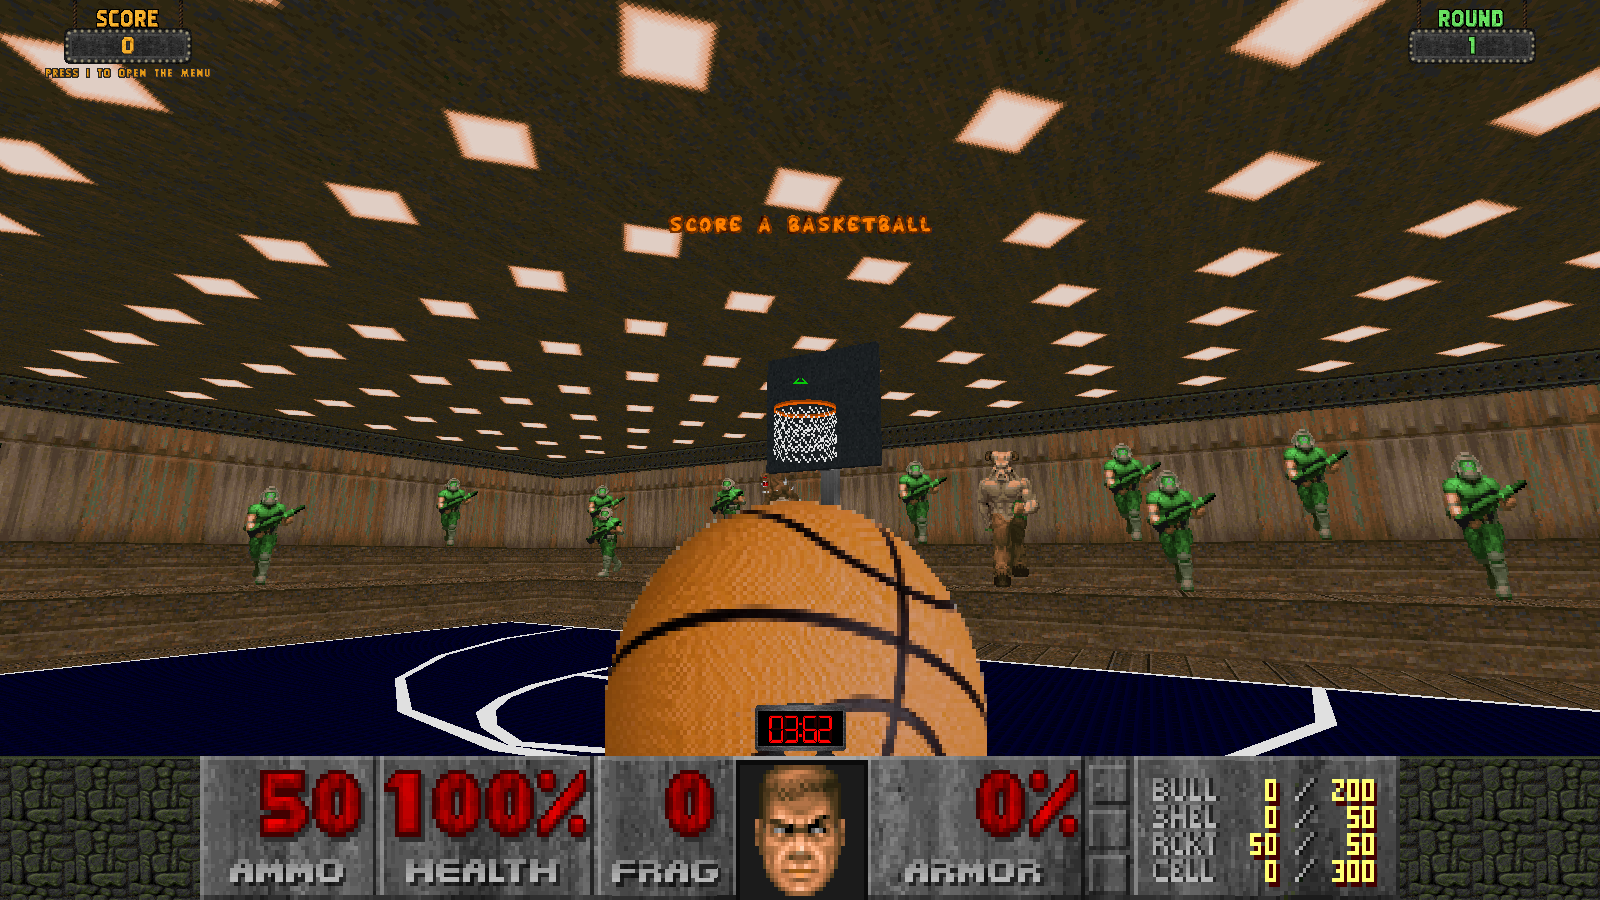 SCORE
0
PRESS I TO OPEN THE MENU
ROUND
1
SCORE A BASKETBALL
03:62
50 100% 0 0%
AMMO HEALTH FRAG ARMOR
BULL 0 / 200
SHEL 0 / 50
RCKT 50 / 50
CELL 0 / 300